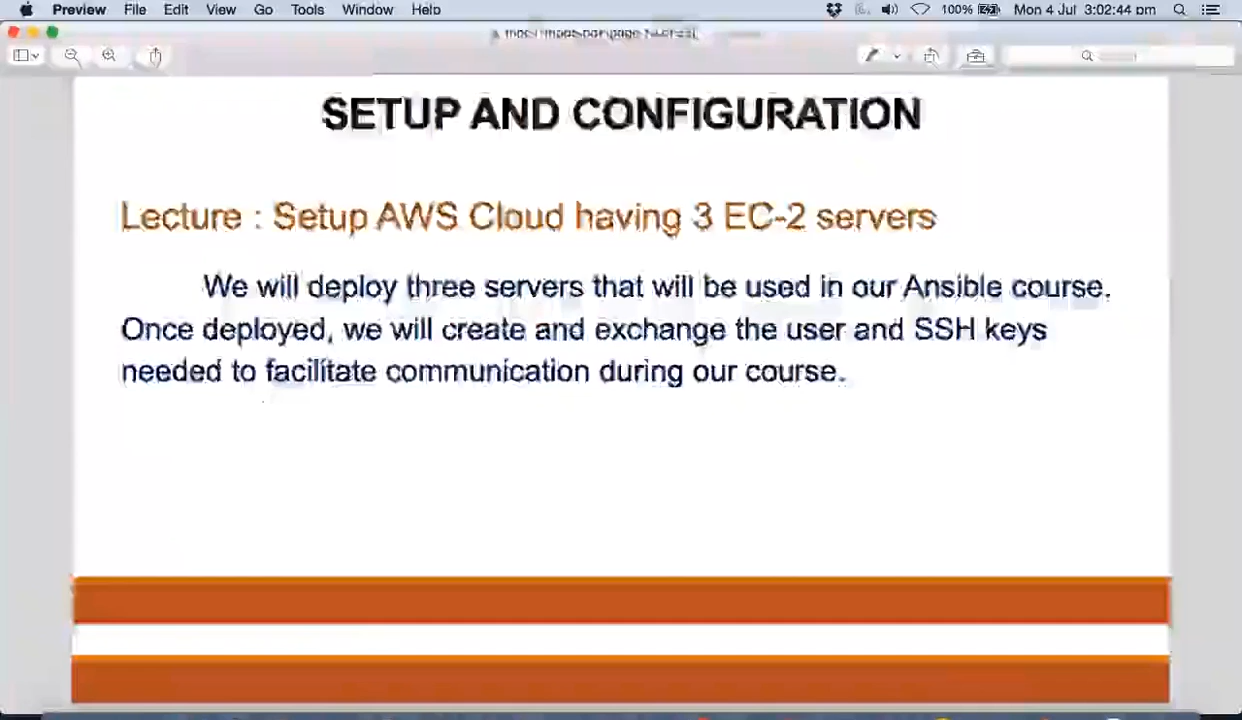 Preview File Edit View Go Tools Window Help 100% Mon 4 Jul 3:02:44 pm
SETUP AND CONFIGURATION
Lecture : Setup AWS Cloud having 3 EC-2 servers
We will deploy three servers that will be used in our Ansible course.
Once deployed, we will create and exchange the user and SSH keys
needed to facilitate communication during our course.